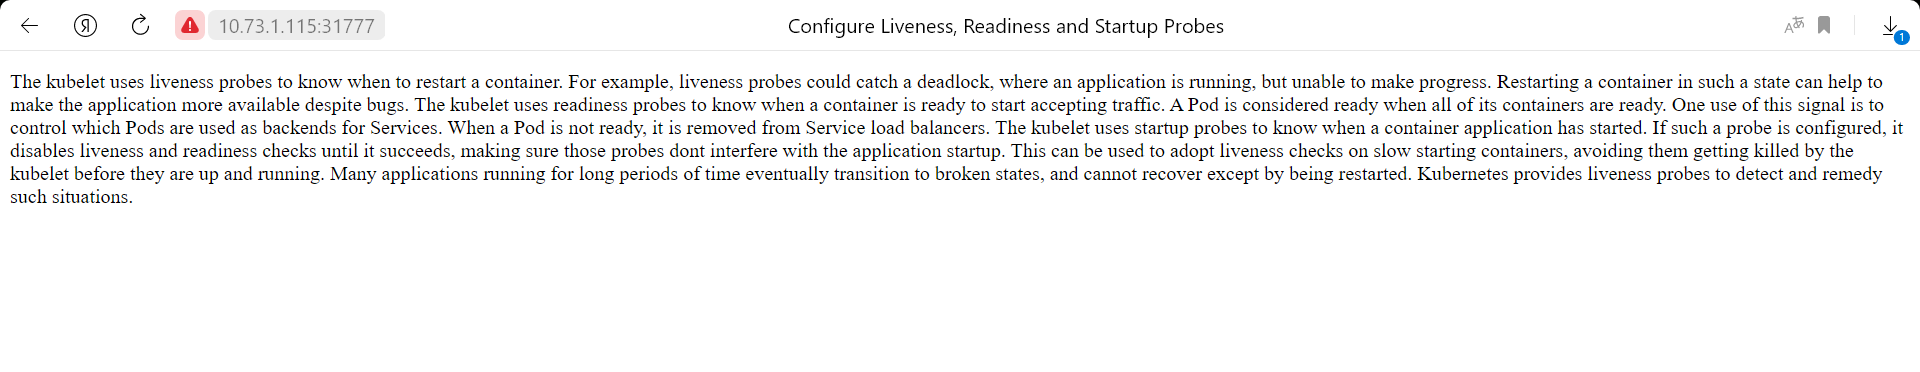 Я 10.73.1.115:31777 Configure Liveness, Readiness and Startup Probes Aあ 1
The kubelet uses liveness probes to know when to restart a container. For example, liveness probes could catch a deadlock, where an application is running, but unable to make progress. Restarting a container in such a state can help to
make the application more available despite bugs. The kubelet uses readiness probes to know when a container is ready to start accepting traffic. A Pod is considered ready when all of its containers are ready. One use of this signal is to
control which Pods are used as backends for Services. When a Pod is not ready, it is removed from Service load balancers. The kubelet uses startup probes to know when a container application has started. If such a probe is configured, it
disables liveness and readiness checks until it succeeds, making sure those probes dont interfere with the application startup. This can be used to adopt liveness checks on slow starting containers, avoiding them getting killed by the
kubelet before they are up and running. Many applications running for long periods of time eventually transition to broken states, and cannot recover except by being restarted. Kubernetes provides liveness probes to detect and remedy
such situations.